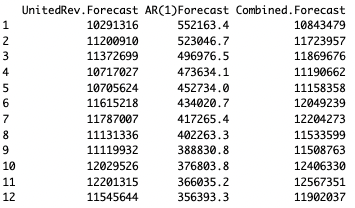 UnitedRev.Forecast AR(1)Forecast Combined.Forecast
1 10291316 552163.4 10843479
2 11200910 523046.7 11723957
3 11372699 496976.5 11869676
4 10717027 473634.1 11190662
5 10705624 452734.0 11158358
6 11615218 434020.7 12049239
7 11787007 417265.4 12204273
8 11131336 402263.3 11533599
9 11119932 388830.8 11508763
10 12029526 376803.8 12406330
11 12201315 366035.2 12567351
12 11545644 356393.3 11902037